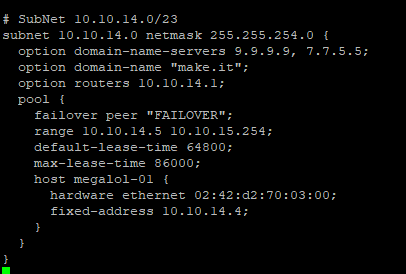 # SubNet 10.10.14.0/23
subnet 10.10.14.0 netmask 255.255.254.0 {
  option domain-name-servers 9.9.9.9, 7.7.5.5;
  option domain-name "make.it";
  option routers 10.10.14.1;
  pool {
    failover peer "FAILOVER";
    range 10.10.14.5 10.10.15.254;
    default-lease-time 64800;
    max-lease-time 86000;
    host megalol-01 {
      hardware ethernet 02:42:d2:70:03:00;
      fixed-address 10.10.14.4;
    }
  }
}